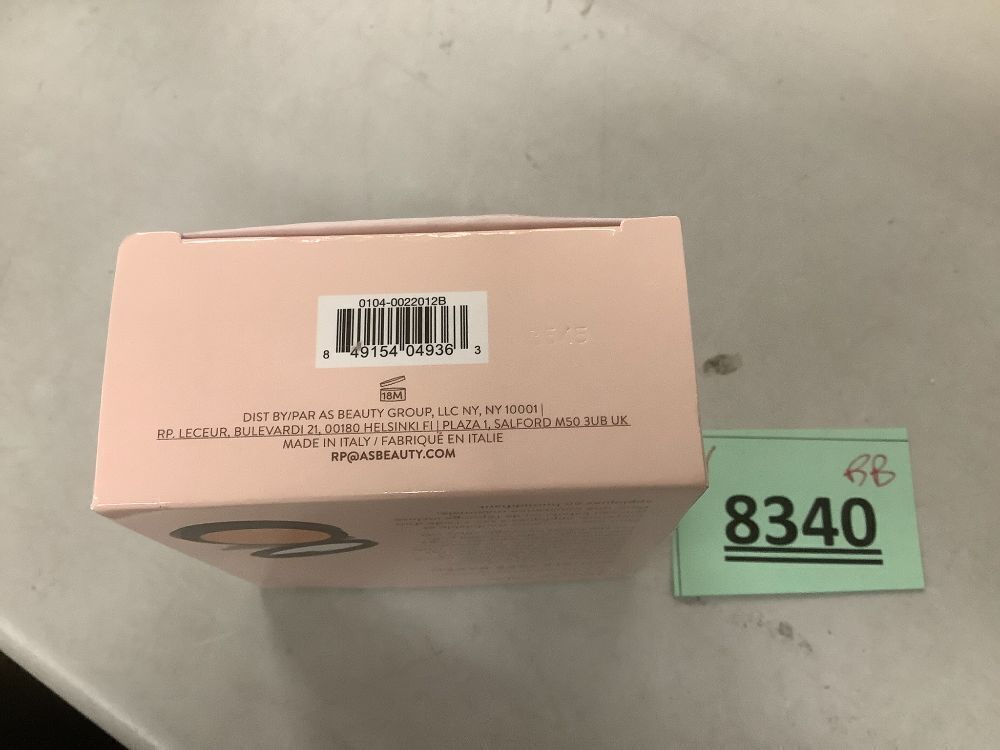 0104-0022012B
8 49154 04936 3
18M
DIST BY/PAR AS BEAUTY GROUP, LLC NY, NY 10001 |
RP. LECEUR, BULEVARDI 21, 00180 HELSINKI FI | PLAZA 1, SALFORD M50 3UB UK
MADE IN ITALY / FABRIQUÉ EN ITALIE
RP@ASBEAUTY.COM
BB
8340